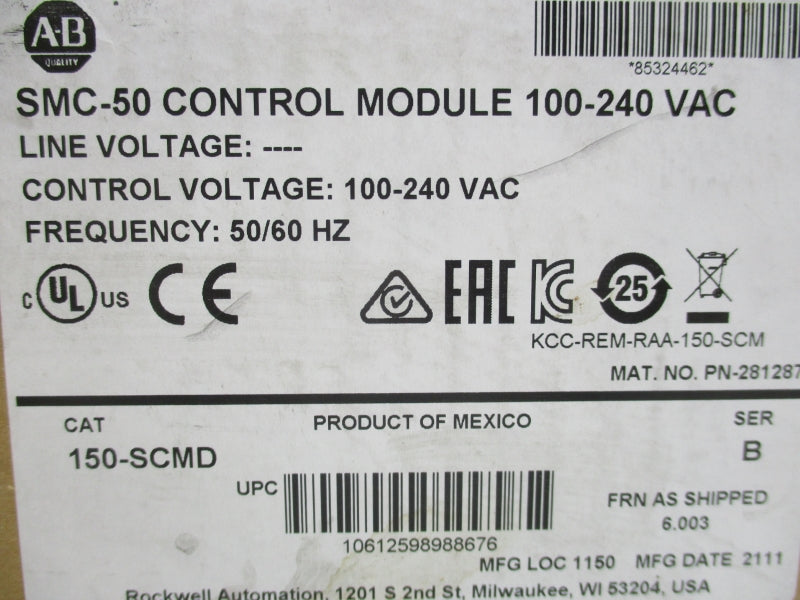 A-B
QUALITY
*85324462*
SMC-50 CONTROL MODULE 100-240 VAC
LINE VOLTAGE: ----
CONTROL VOLTAGE: 100-240 VAC
FREQUENCY: 50/60 HZ
C UL US CE EAC KC 25
KCC-REM-RAA-150-SCM
MAT. NO. PN-281287
CAT PRODUCT OF MEXICO SER
150-SCMD B
UPC
FRN AS SHIPPED
6.003
10612598988676
MFG LOC 1150 MFG DATE 2111
Rockwell Automation, 1201 S 2nd St, Milwaukee, WI 53204, USA